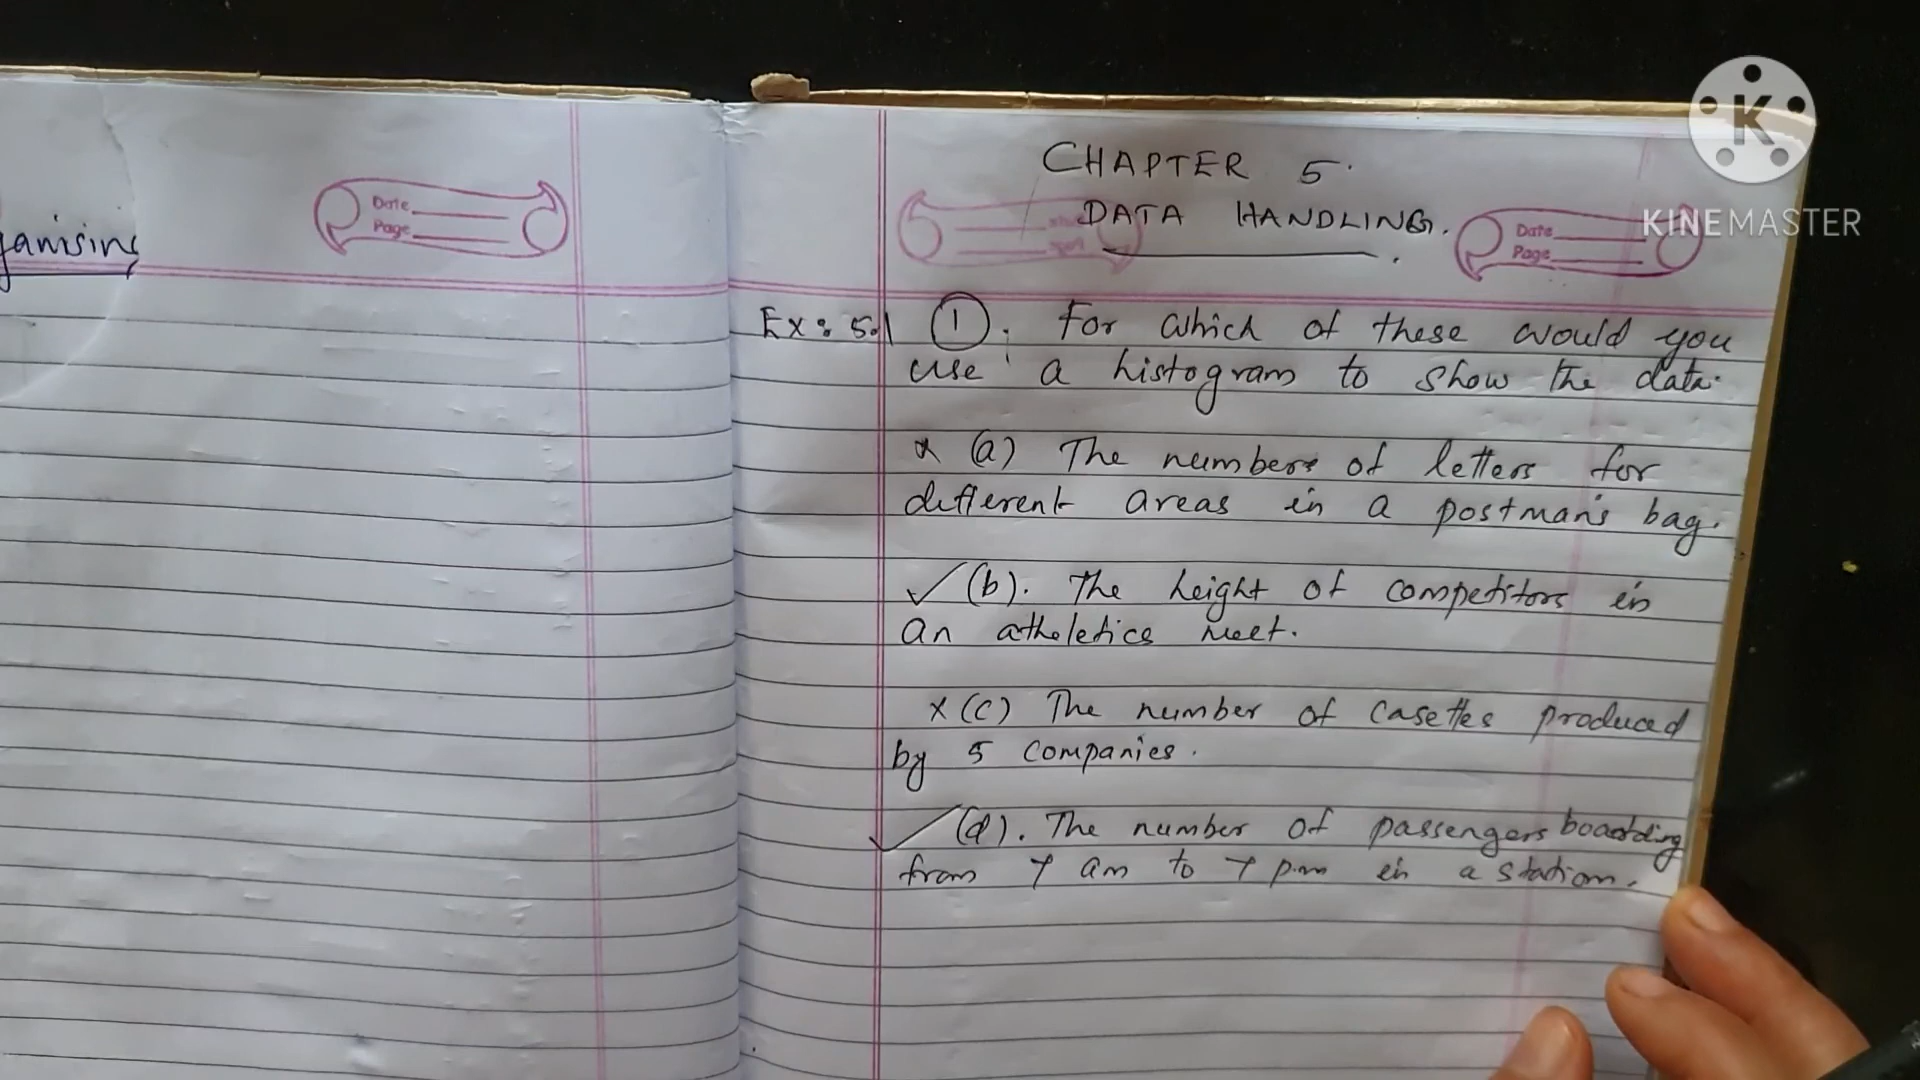 ganising
Date
Page
CHAPTER 5.
DATA HANDLING.
Date
Page
KINEMASTER
Ex: 5.1 (1). For which of these would you
use a histogram to show the data.
x (a) The numbers of letters for
different areas in a postman's bag.
✓ (b). The height of competitors in
an atheletics meet.
x (c) The number of casettes produced
by 5 companies.
✓ (d). The number of passengers boarding
from 7 am to 7 p.m in a station.